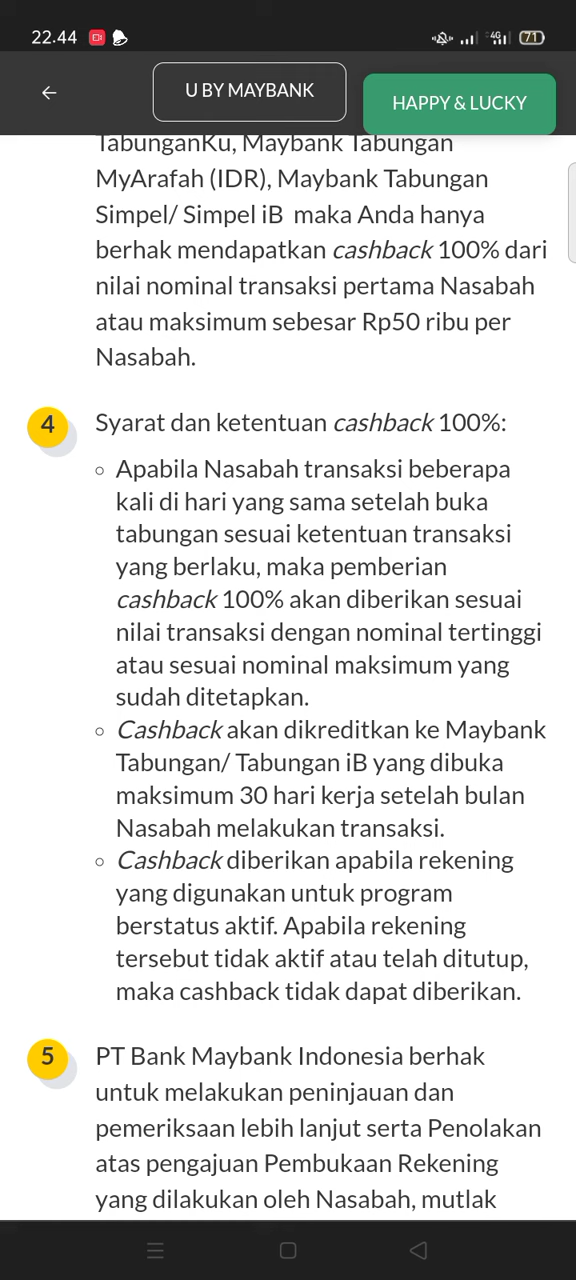 22.44
4G
71
U BY MAYBANK
HAPPY & LUCKY
TabunganKu, Maybank Tabungan
MyArafah (IDR), Maybank Tabungan
Simpel/ Simpel iB maka Anda hanya
berhak mendapatkan cashback 100% dari
nilai nominal transaksi pertama Nasabah
atau maksimum sebesar Rp50 ribu per
Nasabah.
4
Syarat dan ketentuan cashback 100%:
Apabila Nasabah transaksi beberapa
kali di hari yang sama setelah buka
tabungan sesuai ketentuan transaksi
yang berlaku, maka pemberian
cashback 100% akan diberikan sesuai
nilai transaksi dengan nominal tertinggi
atau sesuai nominal maksimum yang
sudah ditetapkan.
Cashback akan dikreditkan ke Maybank
Tabungan/ Tabungan iB yang dibuka
maksimum 30 hari kerja setelah bulan
Nasabah melakukan transaksi.
Cashback diberikan apabila rekening
yang digunakan untuk program
berstatus aktif. Apabila rekening
tersebut tidak aktif atau telah ditutup,
maka cashback tidak dapat diberikan.
5
PT Bank Maybank Indonesia berhak
untuk melakukan peninjauan dan
pemeriksaan lebih lanjut serta Penolakan
atas pengajuan Pembukaan Rekening
yang dilakukan oleh Nasabah, mutlak